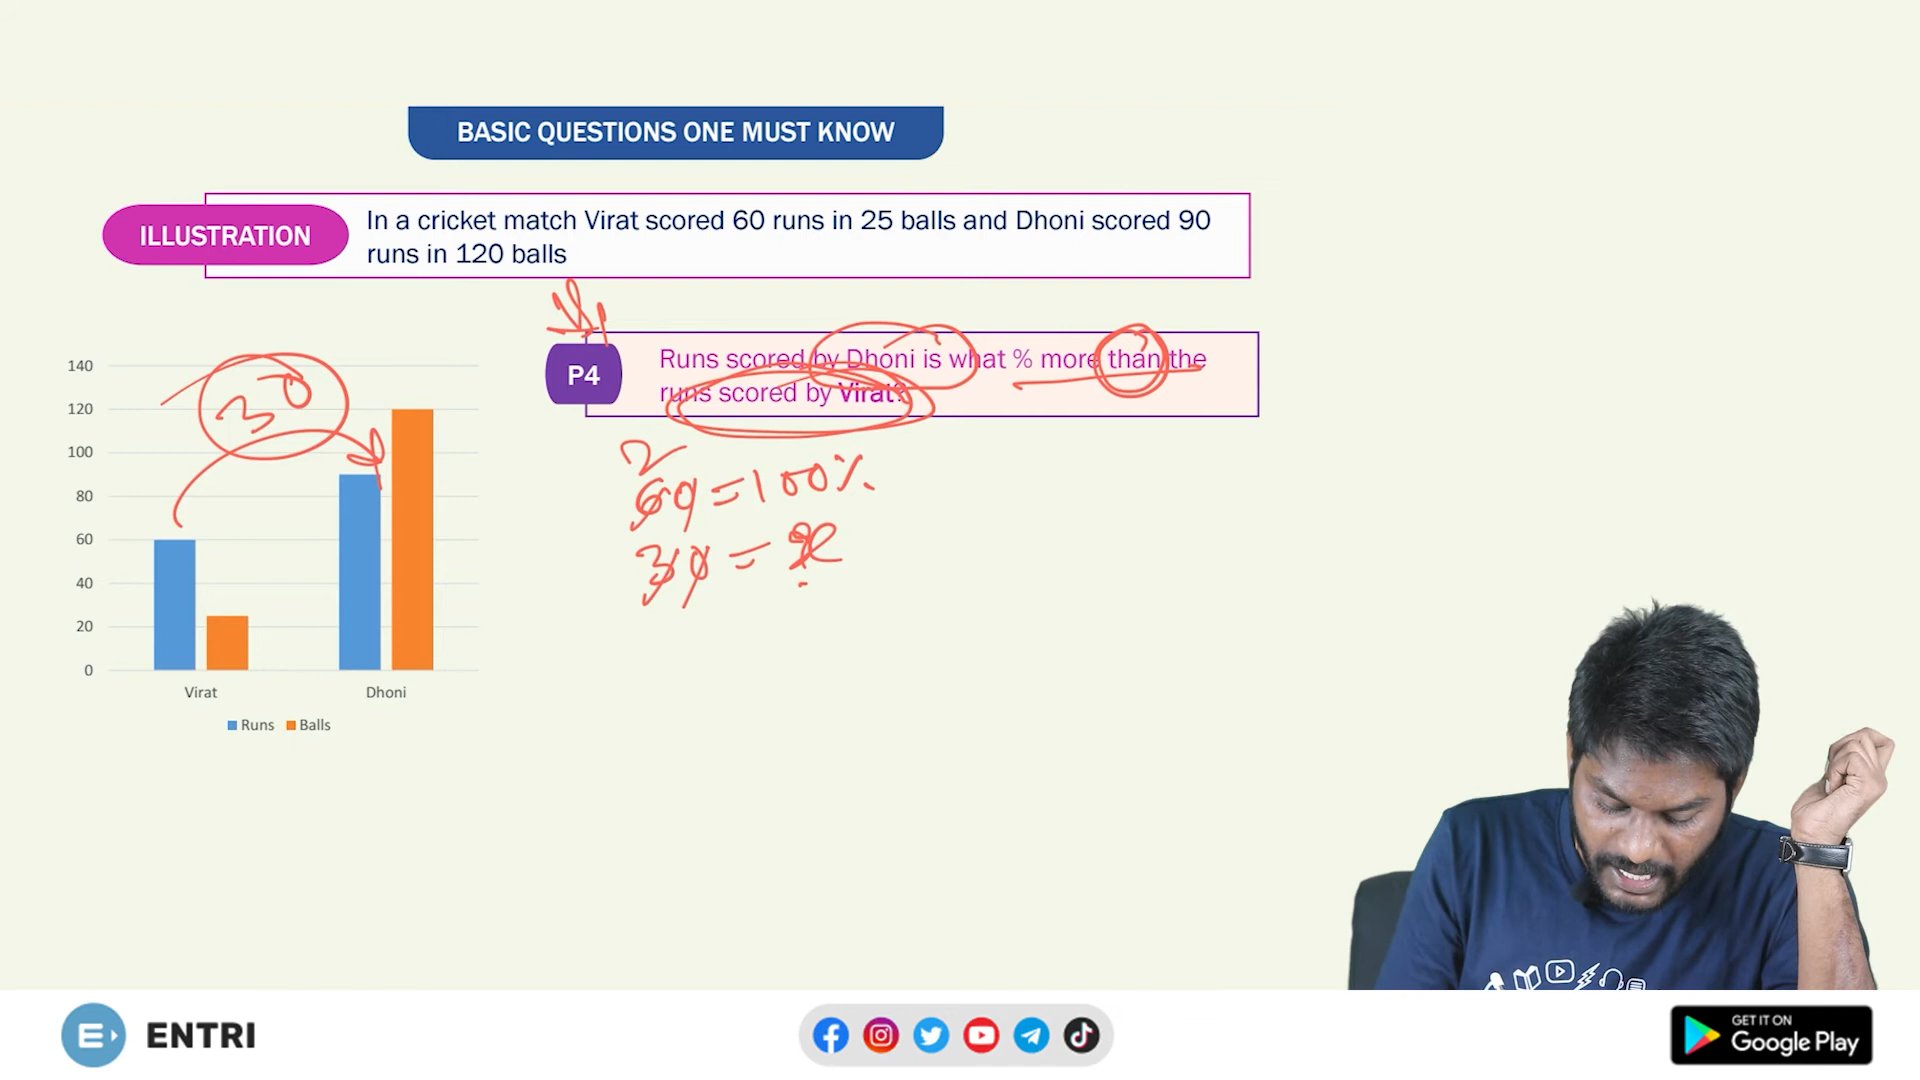 BASIC QUESTIONS ONE MUST KNOW
ILLUSTRATION
In a cricket match Virat scored 60 runs in 25 balls and Dhoni scored 90
runs in 120 balls
P4
Runs scored by Dhoni is what % more than the
runs scored by Virat?
140
120
100
80
60
40
20
0
Virat
Dhoni
Runs
Balls
30
2
60 = 100%
30 =
ENTRI
GET IT ON
Google Play